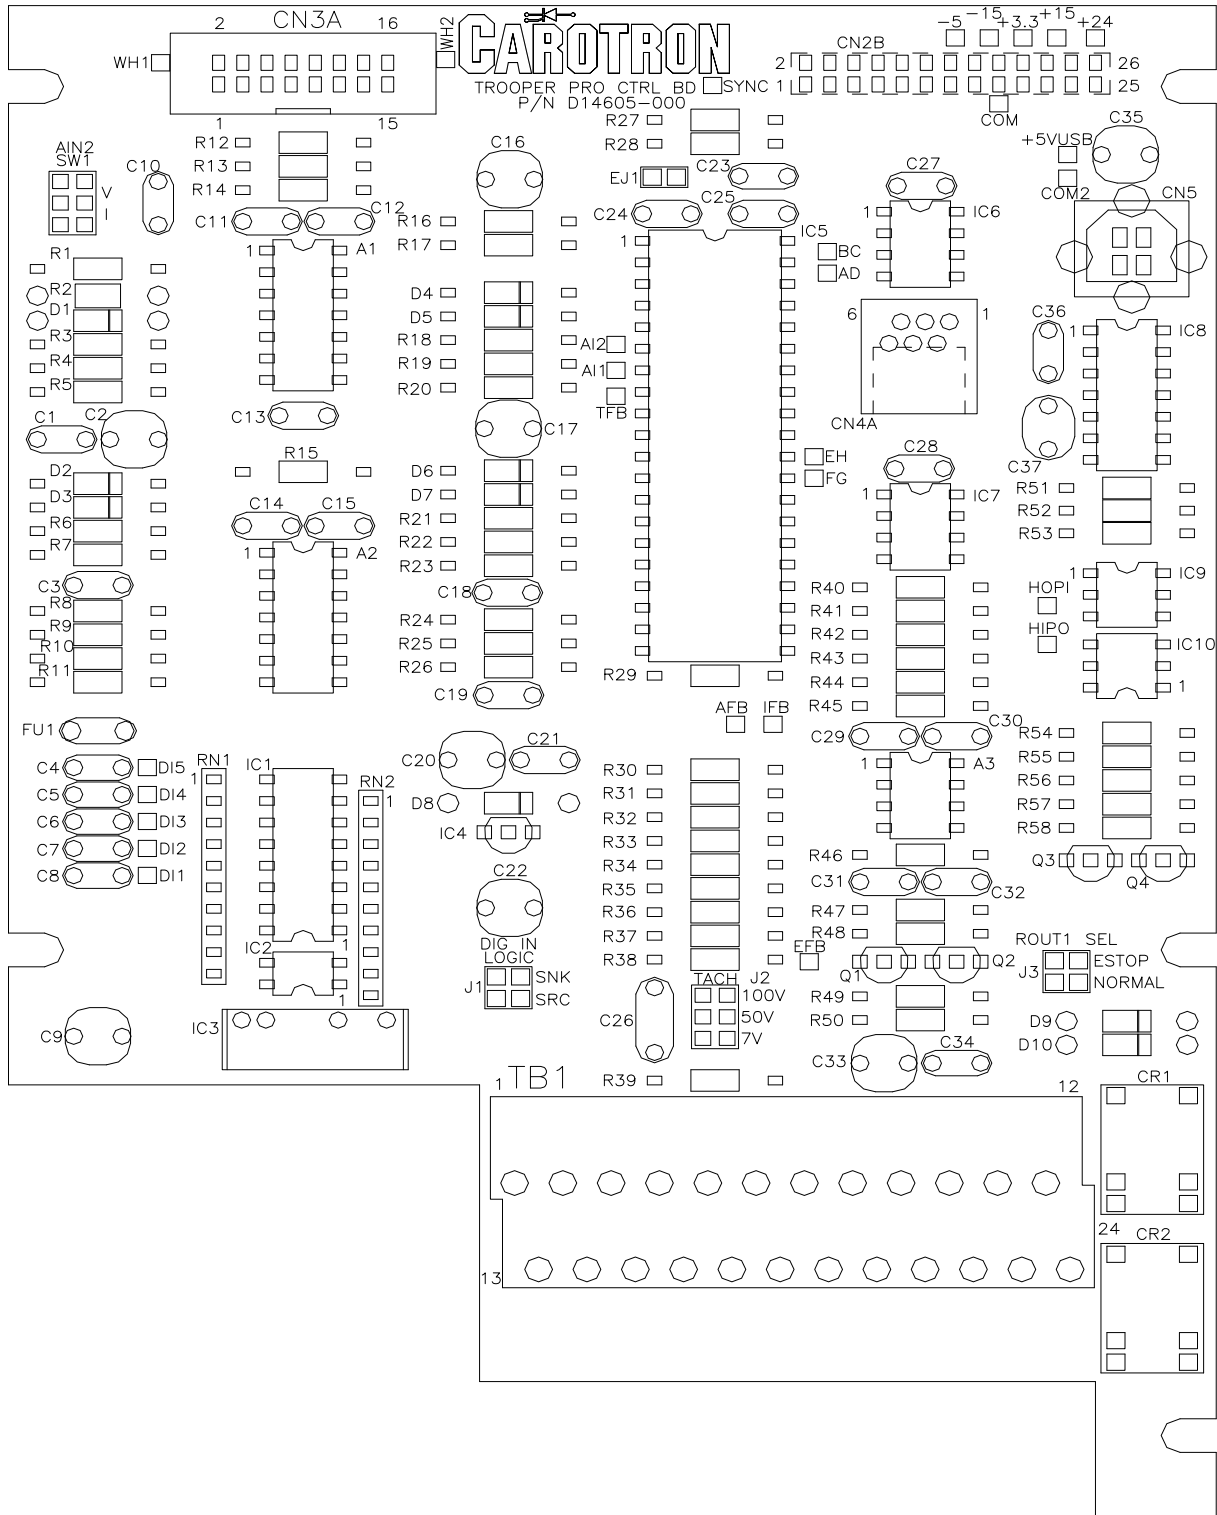 2 CN3A 16
WH1
WH2
CAROTRON
TROOPER PRO CTRL BD
P/N D14605-000
SYNC
-5 -15 +3.3 +15 +24
CN2B
2 26
1 25
COM
1 15
AIN2
SW1
V
I
C10
R12
R13
R14
C11
C12
C16
R27
R28
EJ1
C23
C24
C25
C27
+5VUSB
COM2
C35
CN5
R1
R2
D1
R3
R4
R5
1 A1
R16
R17
D4
D5
R18
R19
R20
1 IC5
BC
AD
1 IC6
6 1
CN4A
C36
1 IC8
AI2
AI1
TFB
C1
C2
C13
C17
C37
R15
EH
FG
C28
D2
D3
R6
R7
C14
C15
1 A2
D6
D7
R21
R22
R23
1 IC7
R51
R52
R53
C3
R8
R9
R10
R11
C18
R24
R25
R26
C19
R40
R41
R42
R43
R44
R45
HOPI
HIPO
1 IC9
IC10
1
R29
AFB
IFB
C29
C30
1 A3
FU1
C4 DI5
C5 DI4
C6 DI3
C7 DI2
C8 DI1
RN1
1
IC1
RN2
1
C20
C21
D8
IC4
R30
R31
R32
R33
R34
R35
R36
R37
R38
R54
R55
R56
R57
R58
R46
C31
C32
R47
R48
Q3
Q4
C22
1
IC2
1
DIG IN
LOGIC
J1
SNK
SRC
TACH J2
100V
50V
7V
EFB
Q1
Q2
ROUT1 SEL
J3
ESTOP
NORMAL
C9
IC3
C26
R49
R50
C33
C34
D9
D10
R39
1 TB1 12
CR1
13 24
CR2